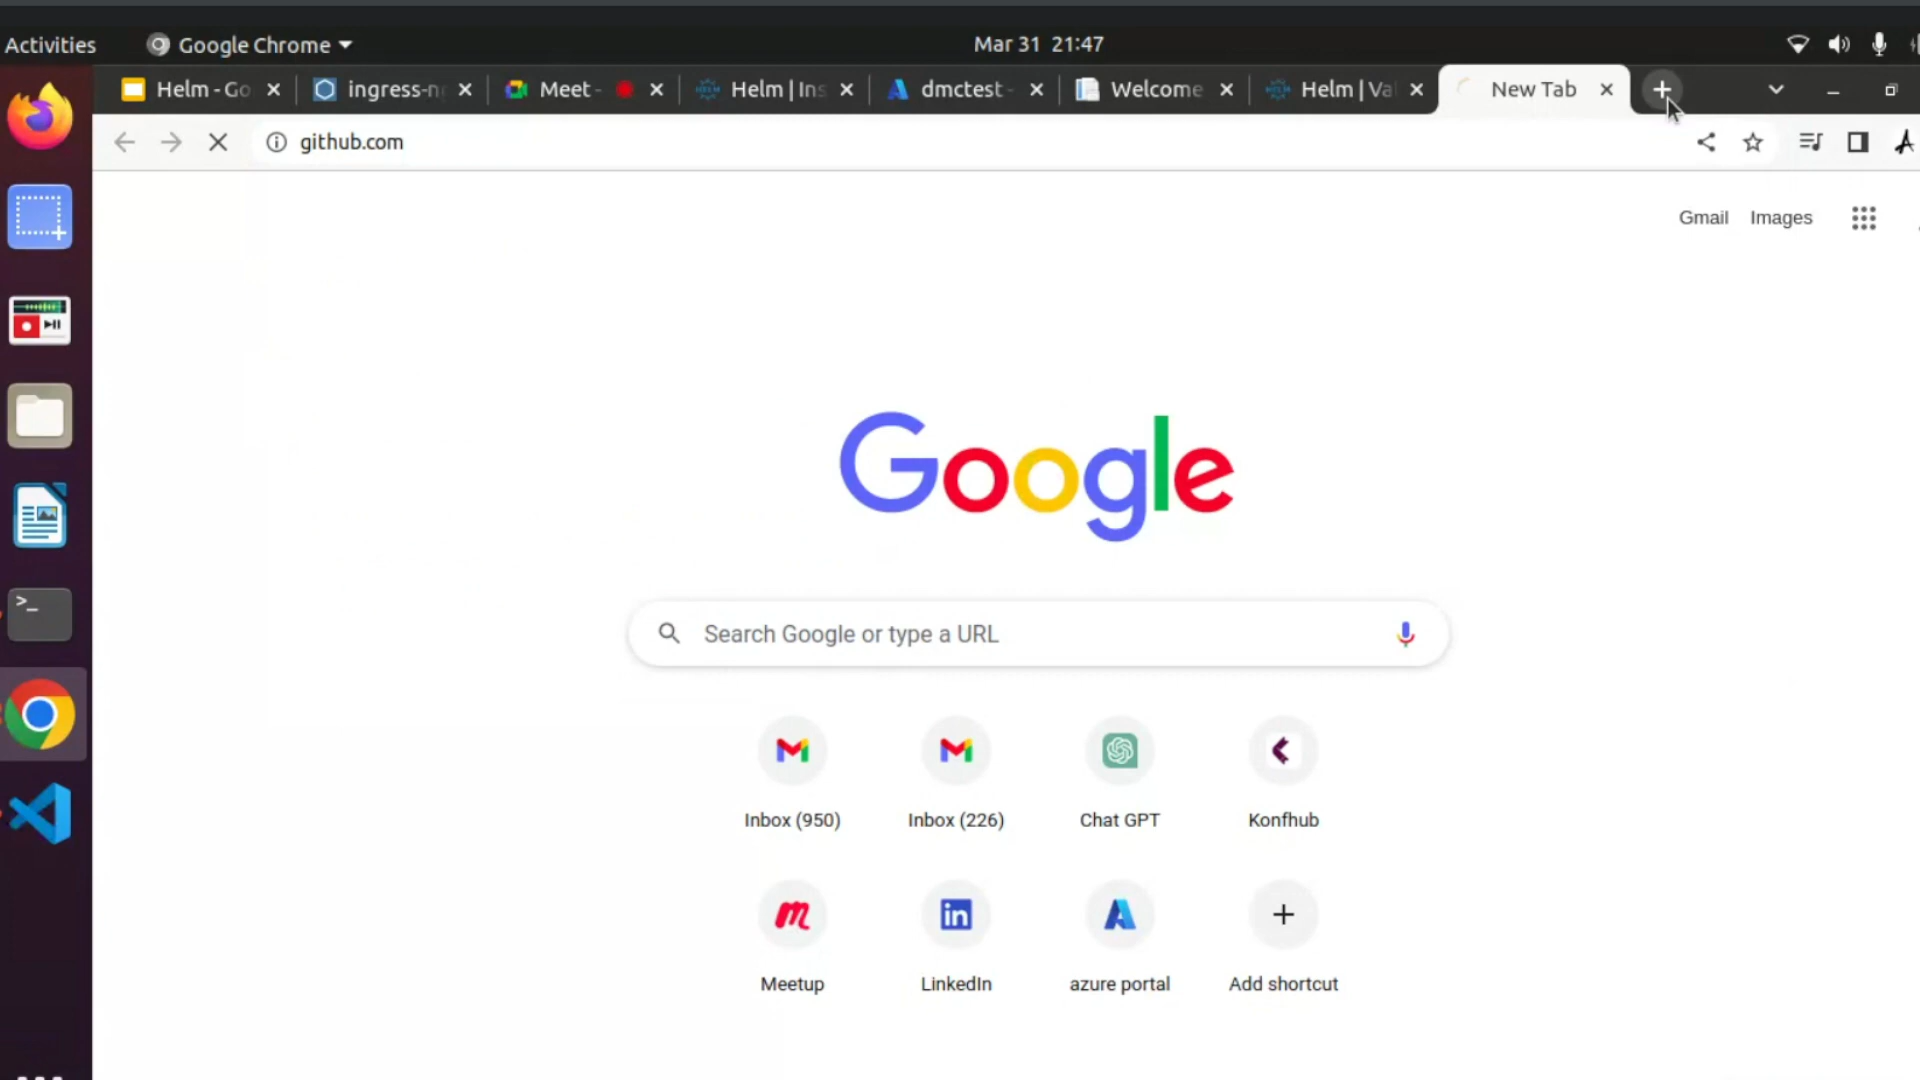 Activities Google Chrome Mar 31 21:47
Helm - Go ingress-n Meet - Helm | Ins dmctest - Welcome Helm | Va New Tab
github.com
Gmail Images
Google
Search Google or type a URL
Inbox (950) Inbox (226) Chat GPT Konfhub
Meetup LinkedIn azure portal Add shortcut